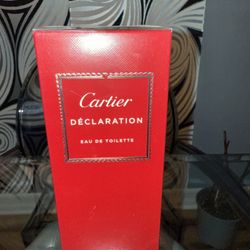 Cartier
DÉCLARATION
EAU DE TOILETTE